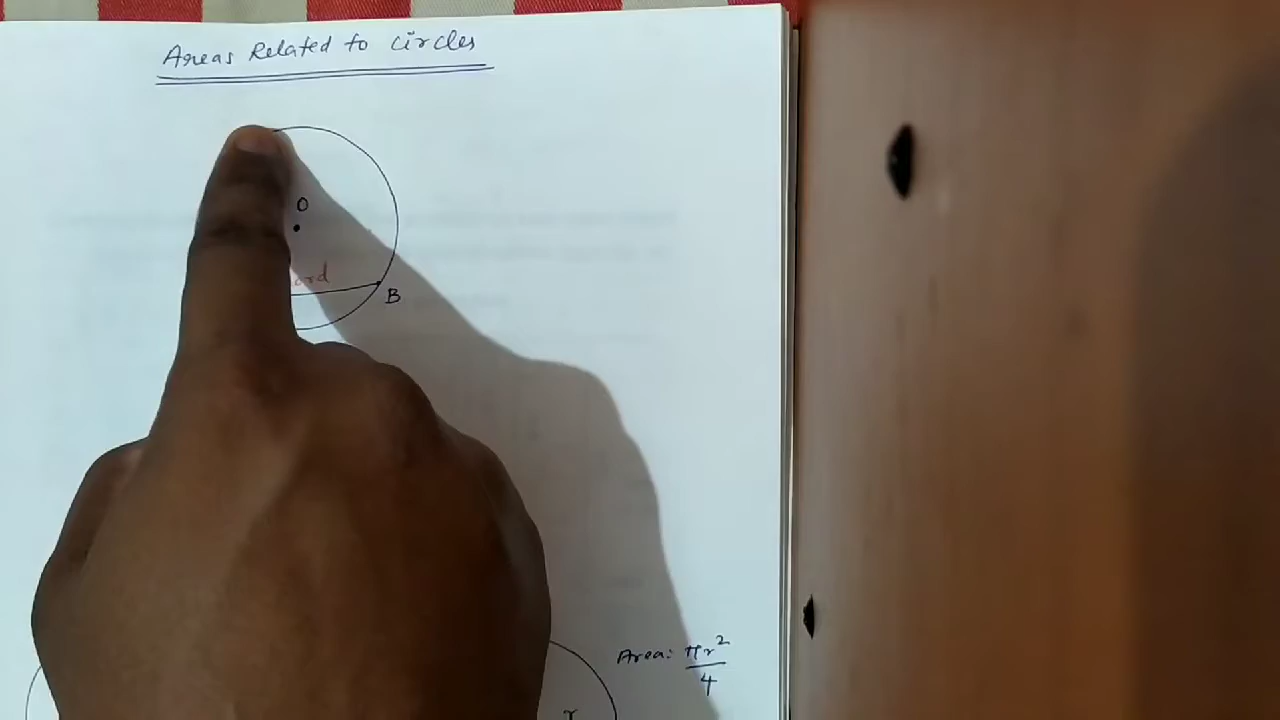 Areas Related to Circles
O
B
Area: πr²/4
r